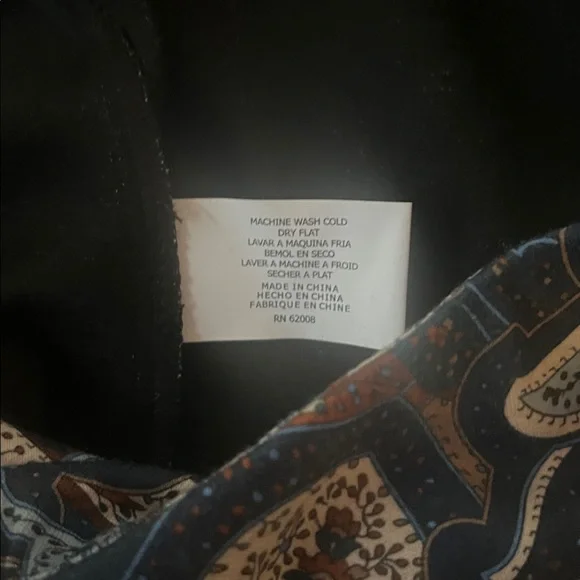 MACHINE WASH COLD
DRY FLAT
LAVAR A MAQUINA FRIA
BEMOL EN SECO
LAVER A MACHINE A FROID
SECHER A PLAT
MADE IN CHINA
HECHO EN CHINA
FABRIQUE EN CHINE
RN 62008